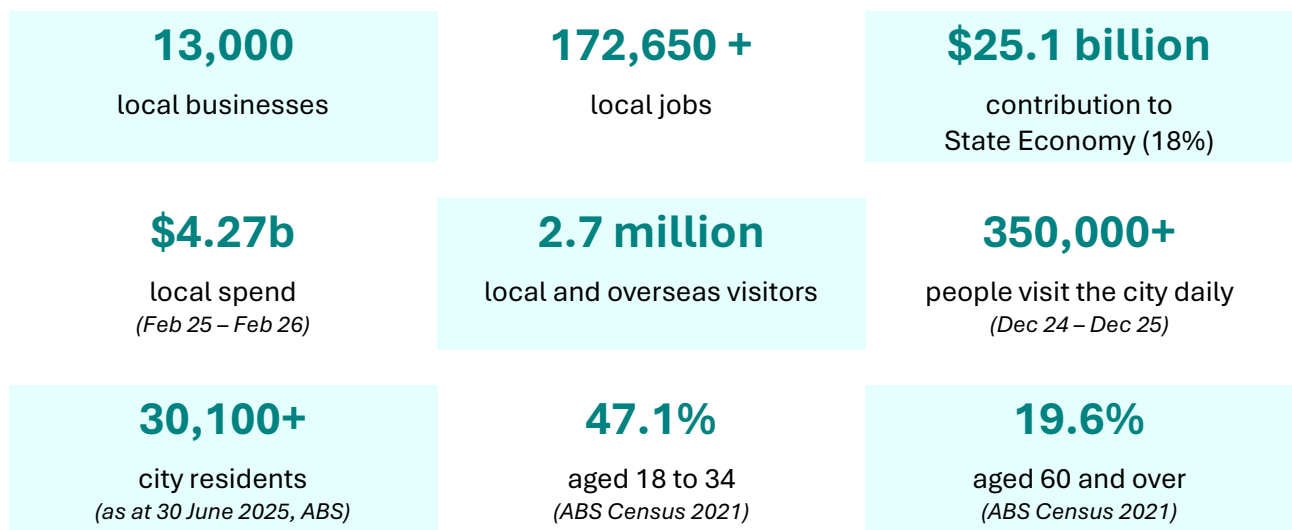 13,000
local businesses
172,650 +
local jobs
$25.1 billion
contribution to
State Economy (18%)
$4.27b
local spend
(Feb 25 – Feb 26)
2.7 million
local and overseas visitors
350,000+
people visit the city daily
(Dec 24 – Dec 25)
30,100+
city residents
(as at 30 June 2025, ABS)
47.1%
aged 18 to 34
(ABS Census 2021)
19.6%
aged 60 and over
(ABS Census 2021)